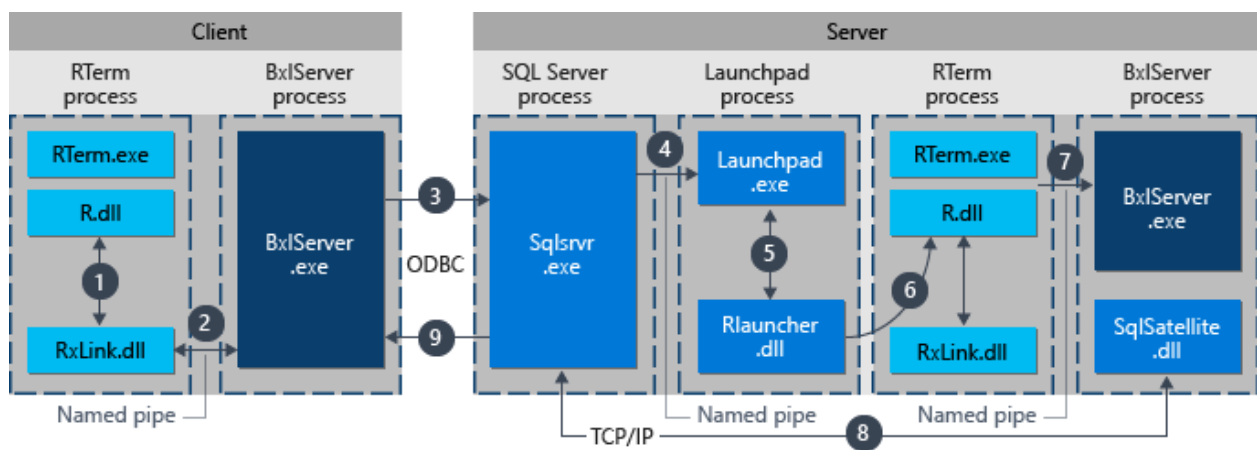 Client
Server
RTerm
process
BxlServer
process
SQL Server
process
Launchpad
process
RTerm
process
BxlServer
process
RTerm.exe
R.dll
1
RxLink.dll
2
BxlServer
.exe
3
ODBC
9
Sqlsrvr
.exe
4
Launchpad
.exe
5
Rlauncher
.dll
6
RTerm.exe
R.dll
RxLink.dll
7
BxlServer
.exe
SqlSatellite
.dll
Named pipe
Named pipe
Named pipe
TCP/IP
8